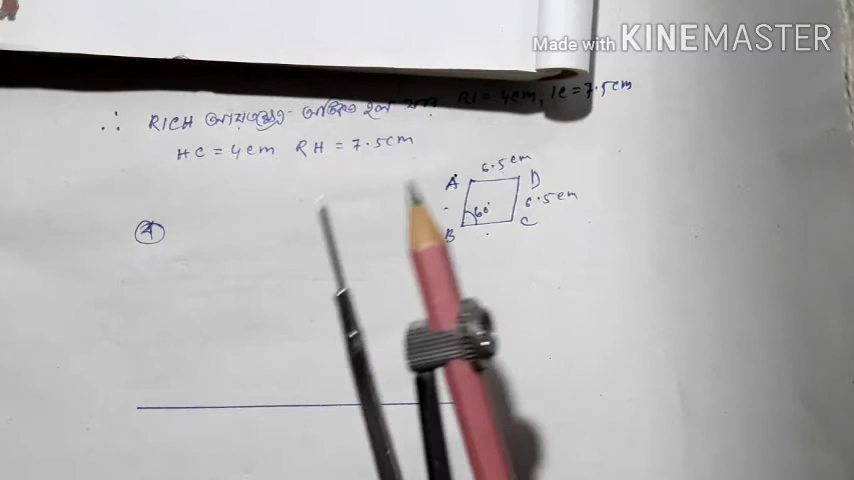 Made with KINEMASTER
∴ RICH আয়তক্ষেত্র অঙ্কিত হল যার RI = 4cm, IC = 7.5cm
HC = 4cm RH = 7.5cm
6.5cm
A D
60° 6.5cm
B C
4